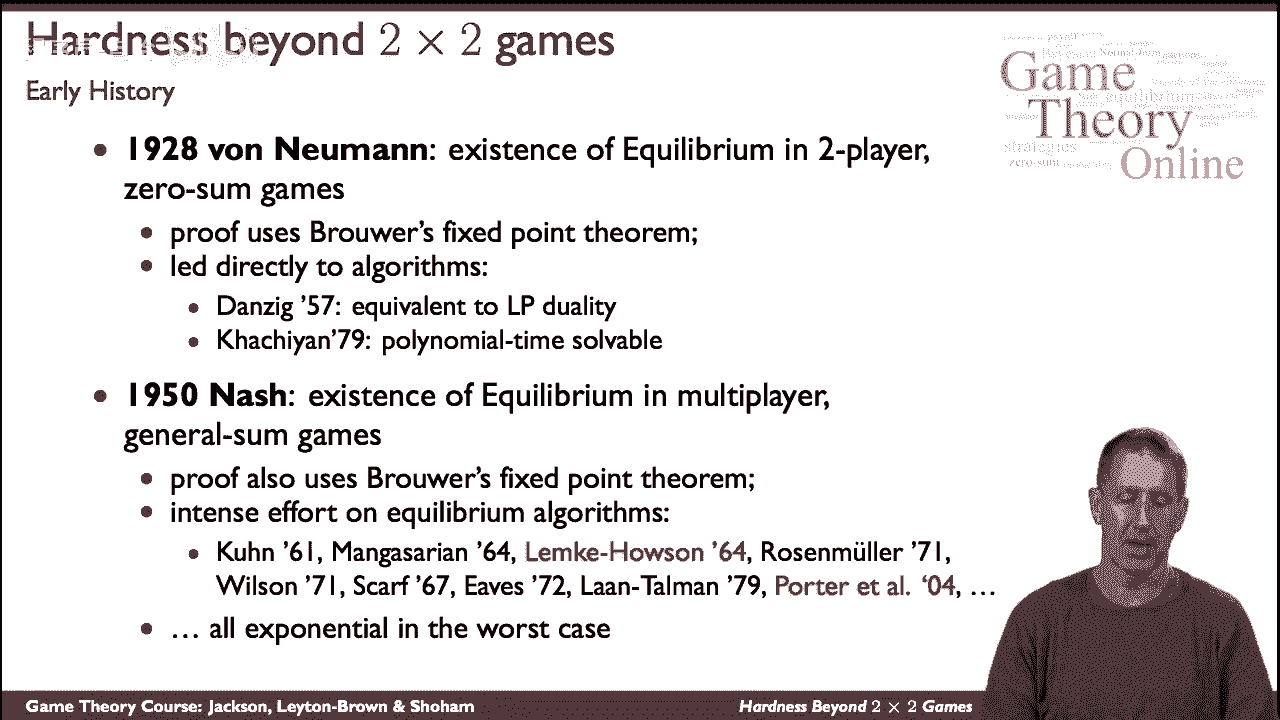 Hardness beyond 2 × 2 games
Early History
Game
Theory
Online
strategies
zero-sum
• 1928 von Neumann: existence of Equilibrium in 2-player,
zero-sum games
• proof uses Brouwer's fixed point theorem;
• led directly to algorithms:
• Danzig '57: equivalent to LP duality
• Khachiyan'79: polynomial-time solvable
• 1950 Nash: existence of Equilibrium in multiplayer,
general-sum games
• proof also uses Brouwer's fixed point theorem;
• intense effort on equilibrium algorithms:
• Kuhn '61, Mangasarian '64, Lemke-Howson '64, Rosenmüller '71,
Wilson '71, Scarf '67, Eaves '72, Laan-Talman '79, Porter et al. ‘04, …
• … all exponential in the worst case
Game Theory Course: Jackson, Leyton-Brown & Shoham
Hardness Beyond 2 × 2 Games